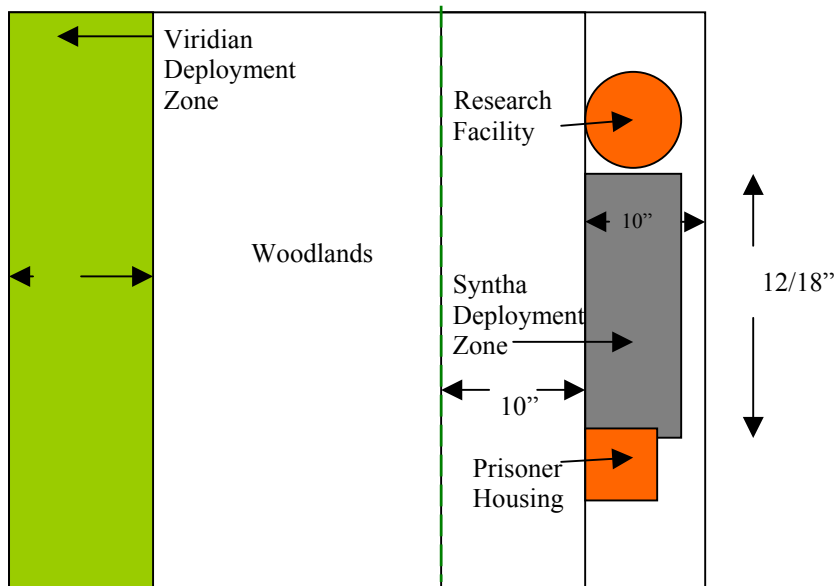 Viridian
Deployment
Zone
Research
Facility
10”
Woodlands
12/18”
Syntha
Deployment
Zone
10”
Prisoner
Housing